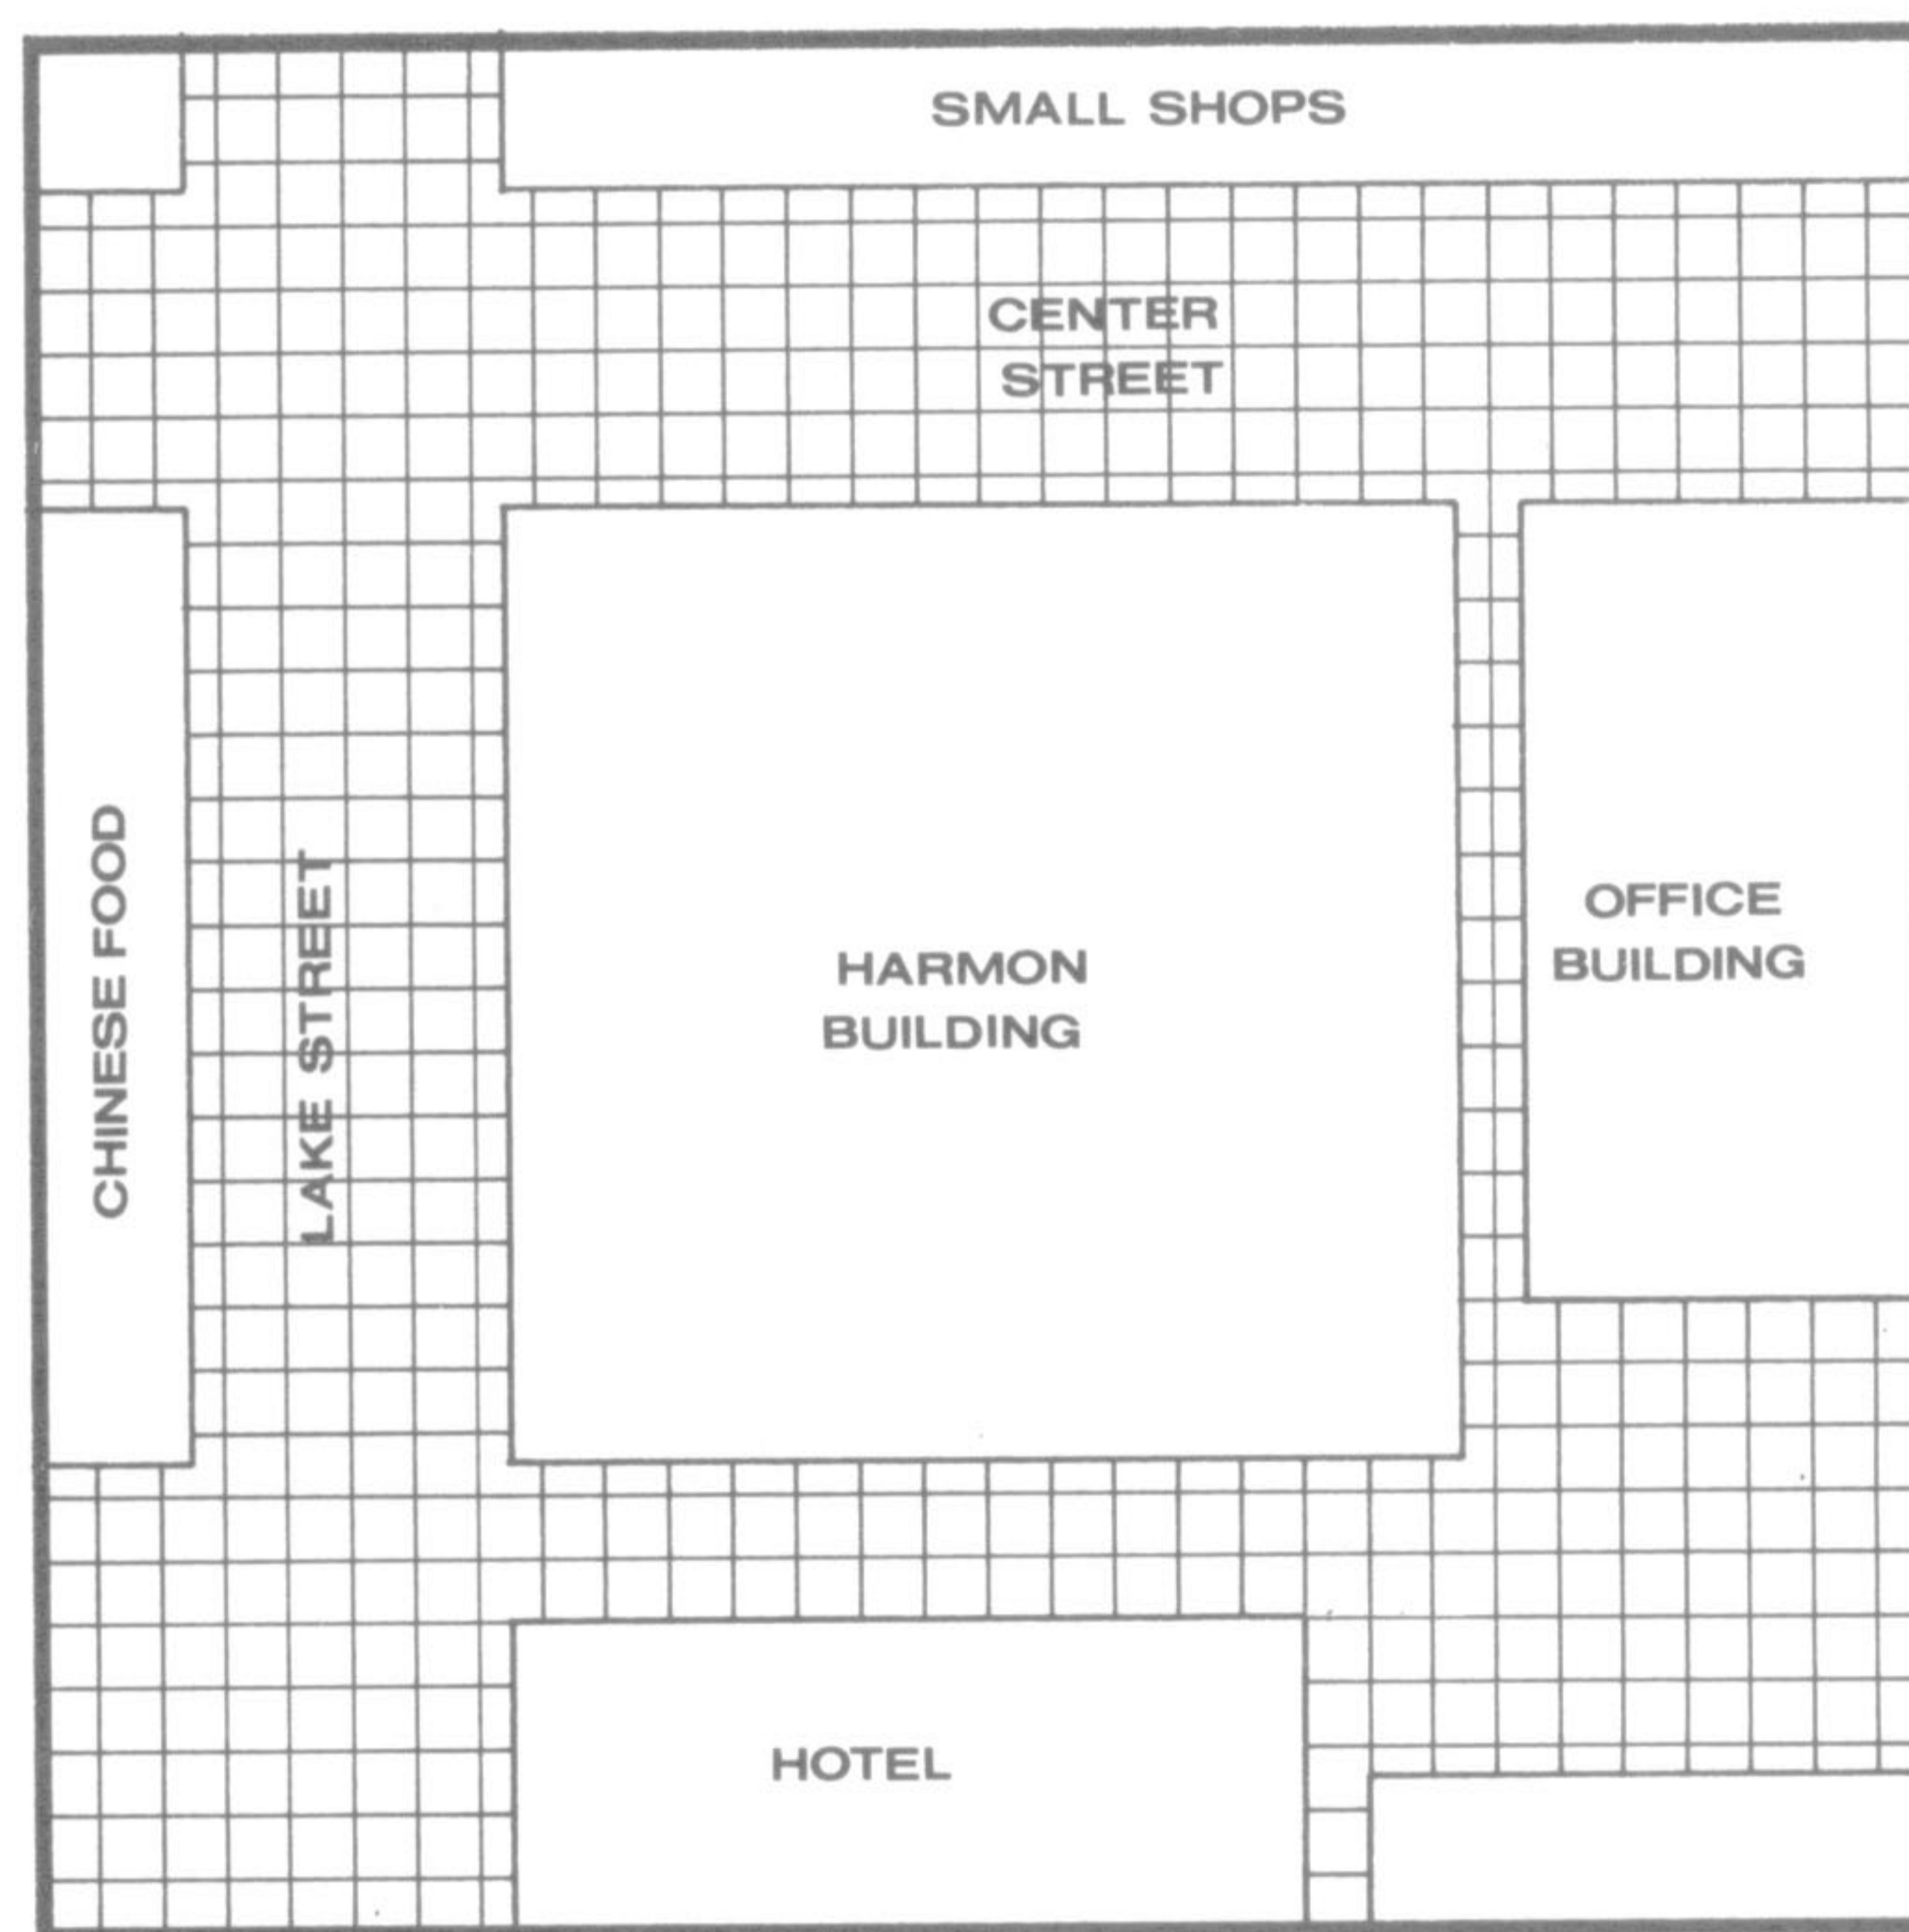 SMALL SHOPS
CENTER
STREET
CHINESE FOOD
LAKE STREET
HARMON
BUILDING
OFFICE
BUILDING
HOTEL